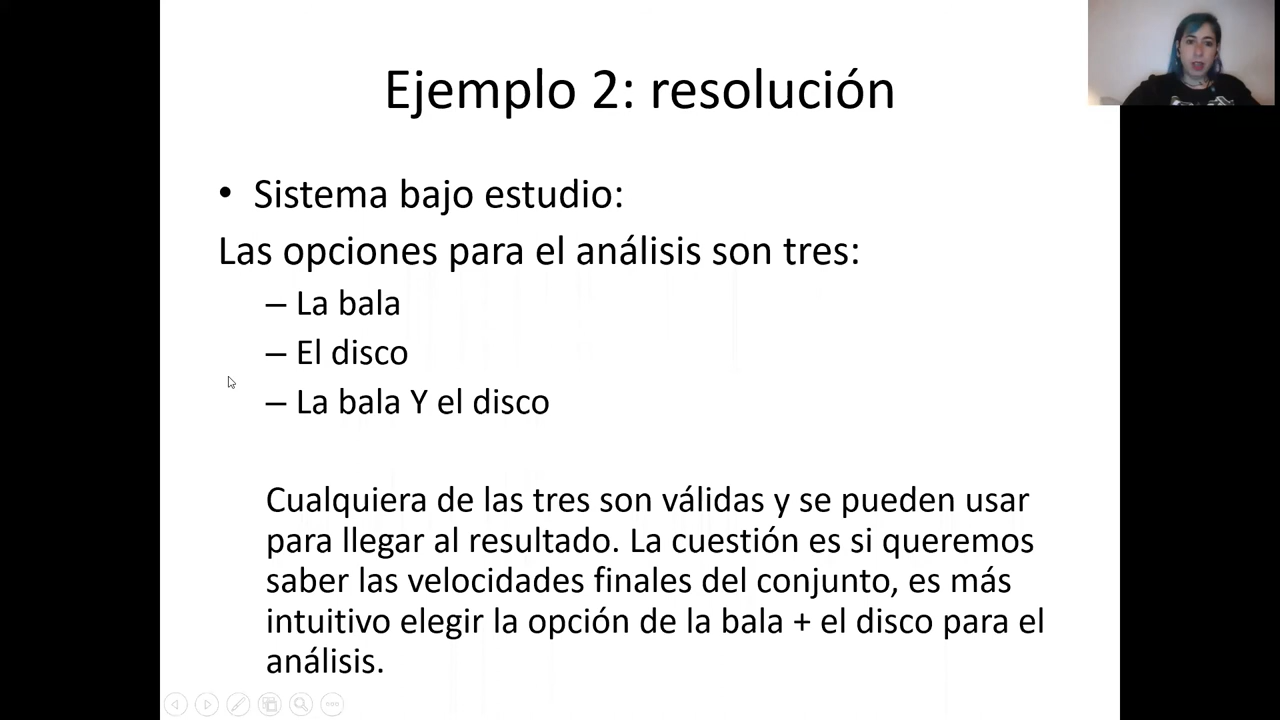 Ejemplo 2: resolución
• Sistema bajo estudio:
Las opciones para el análisis son tres:
– La bala
– El disco
– La bala Y el disco
Cualquiera de las tres son válidas y se pueden usar
para llegar al resultado. La cuestión es si queremos
saber las velocidades finales del conjunto, es más
intuitivo elegir la opción de la bala + el disco para el
análisis.